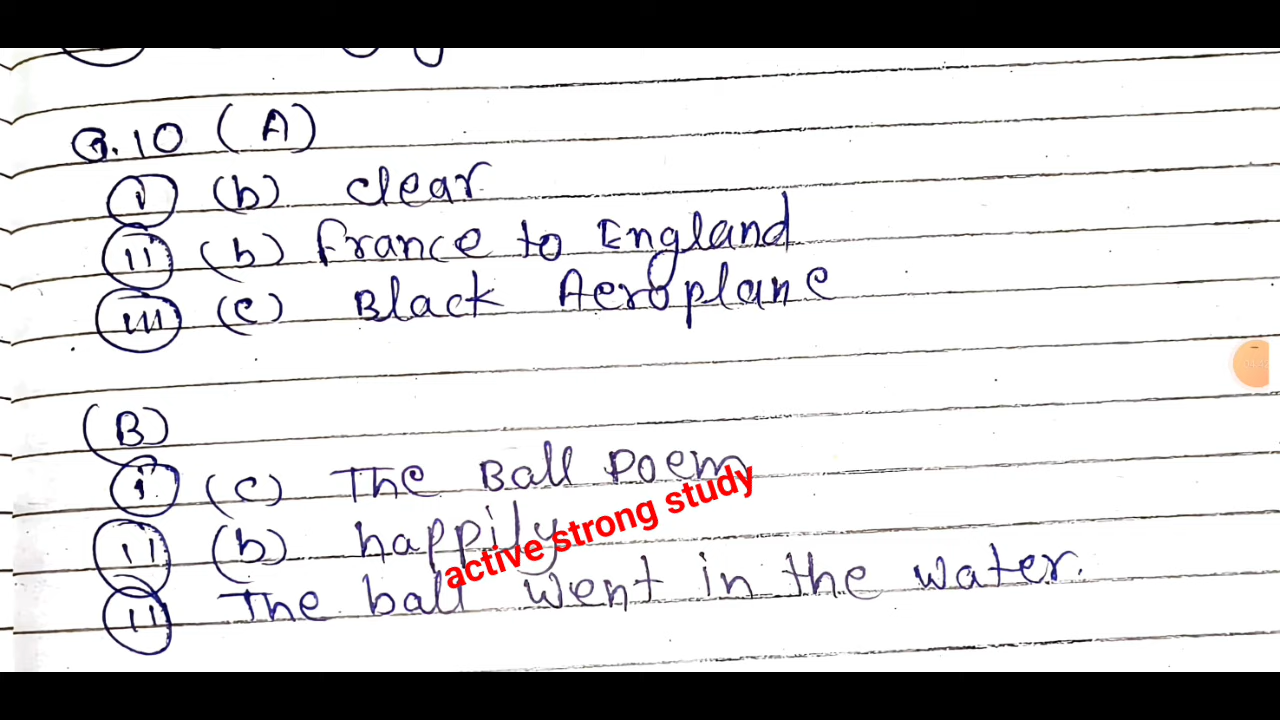 Q.10 (A)
i (b) clear.
ii (b) France to England
iii (c) Black Aeroplane
(B)
i. (c) The Ball Poem
ii (b) happily
ii The ball went in the water.
active strong study